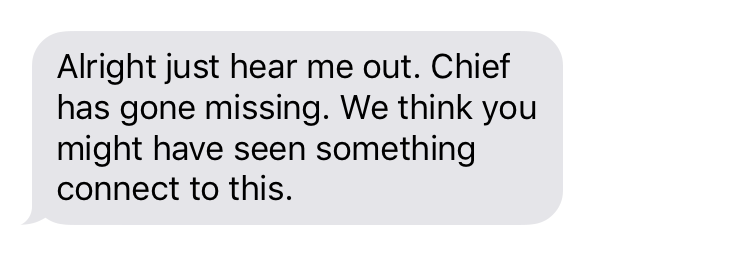 Alright just hear me out. Chief
has gone missing. We think you
might have seen something
connect to this.